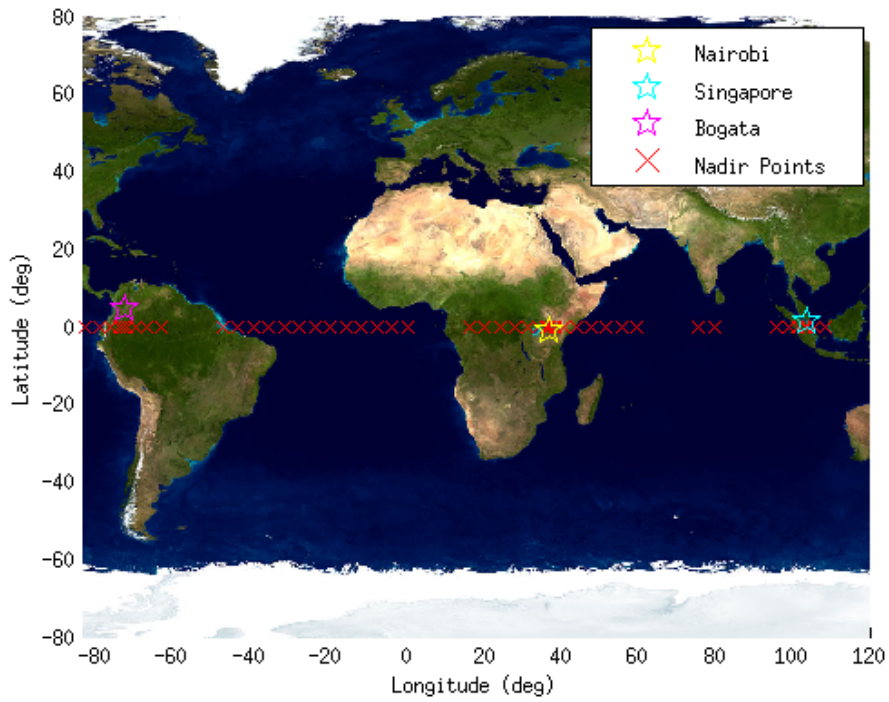 80
60
40
20
0
-20
-40
-60
-80
Latitude (deg)
Nairobi
Singapore
Bogata
Nadir Points
-80 -60 -40 -20 0 20 40 60 80 100 120
Longitude (deg)